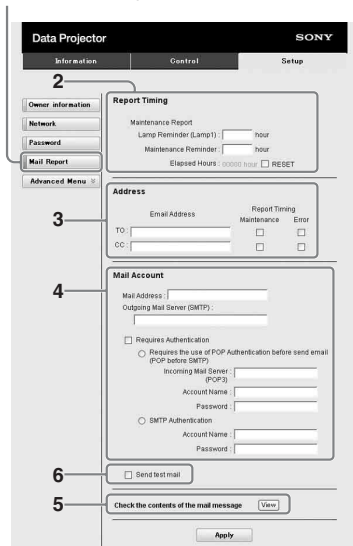 Data Projector SONY
Information Control Setup
2
Owner information
Network
Password
Mail Report
Advanced Menu
Report Timing
Maintenance Report
Lamp Reminder (Lamp1) : hour
Maintenance Reminder : hour
Elapsed Hours : 00000 hour RESET
3
Address
Email Address Report Timing
Maintenance Error
TO :
CC :
4
Mail Account
Mail Address :
Outgoing Mail Server (SMTP) :
Requires Authentication
Requires the use of POP Authentication before send email
(POP before SMTP)
Incoming Mail Server :
(POP3)
Account Name :
Password :
SMTP Authentication
Account Name :
Password :
6
Send test mail
5
Check the contents of the mail message View
Apply